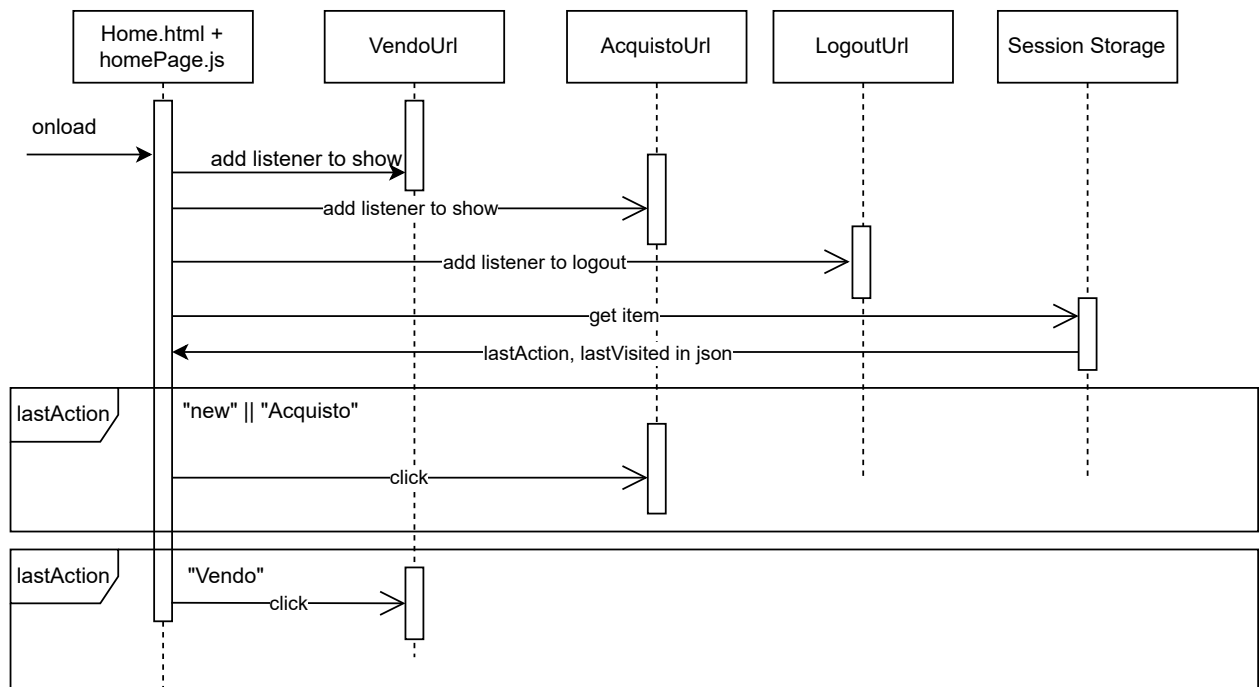 Home.html +
homePage.js
VendoUrl
AcquistoUrl
LogoutUrl
Session Storage
onload
add listener to show
add listener to show
add listener to logout
get item
lastAction, lastVisited in json
lastAction
"new" || "Acquisto"
click
lastAction
"Vendo"
click